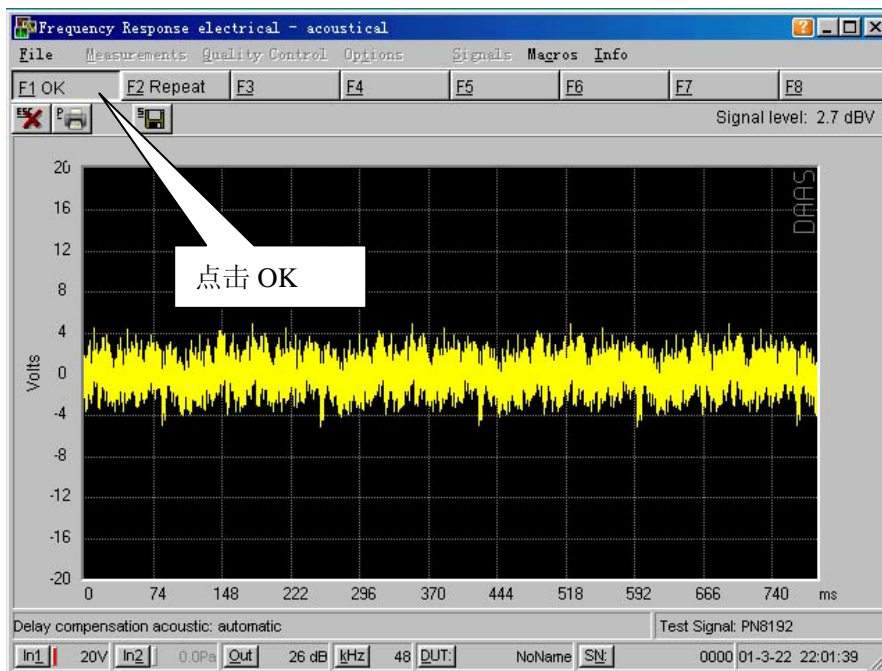 Frequency Response electrical - acoustical
File Measurements Quality Control Options Signals Macros Info
F1 OK F2 Repeat F3 F4 F5 F6 F7 F8
ESC P S Signal level: 2.7 dBV
20
16
12
8
4
0
-4
-8
-12
-16
-20
Volts
DAAS
点击 OK
0 74 148 222 296 370 444 518 592 666 740 ms
Delay compensation acoustic: automatic Test Signal: PN8192
In1 20V In2 0.0Pa Out 26 dB kHz 48 DUT: NoName SN: 0000 01-3-22 22:01:39